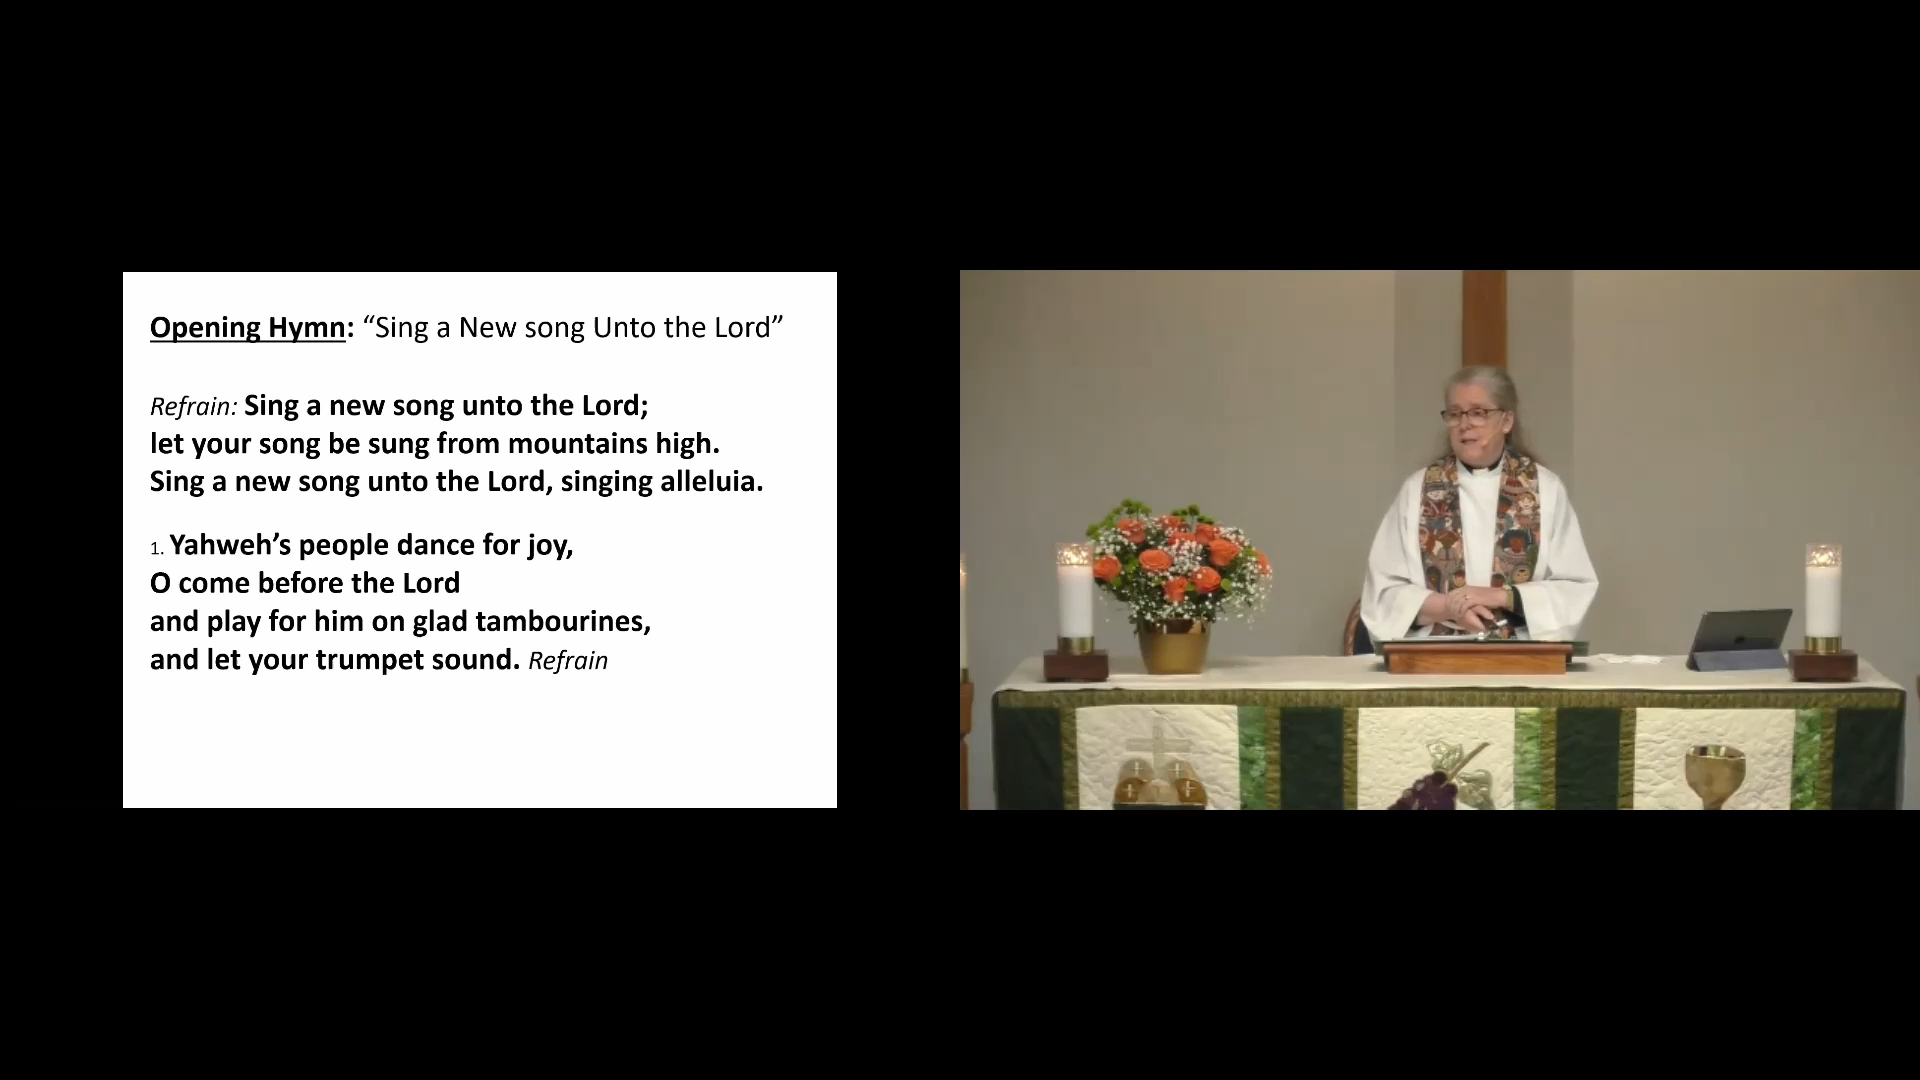 Opening Hymn: “Sing a New song Unto the Lord”
Refrain: Sing a new song unto the Lord;
let your song be sung from mountains high.
Sing a new song unto the Lord, singing alleluia.
1. Yahweh’s people dance for joy,
O come before the Lord
and play for him on glad tambourines,
and let your trumpet sound. Refrain